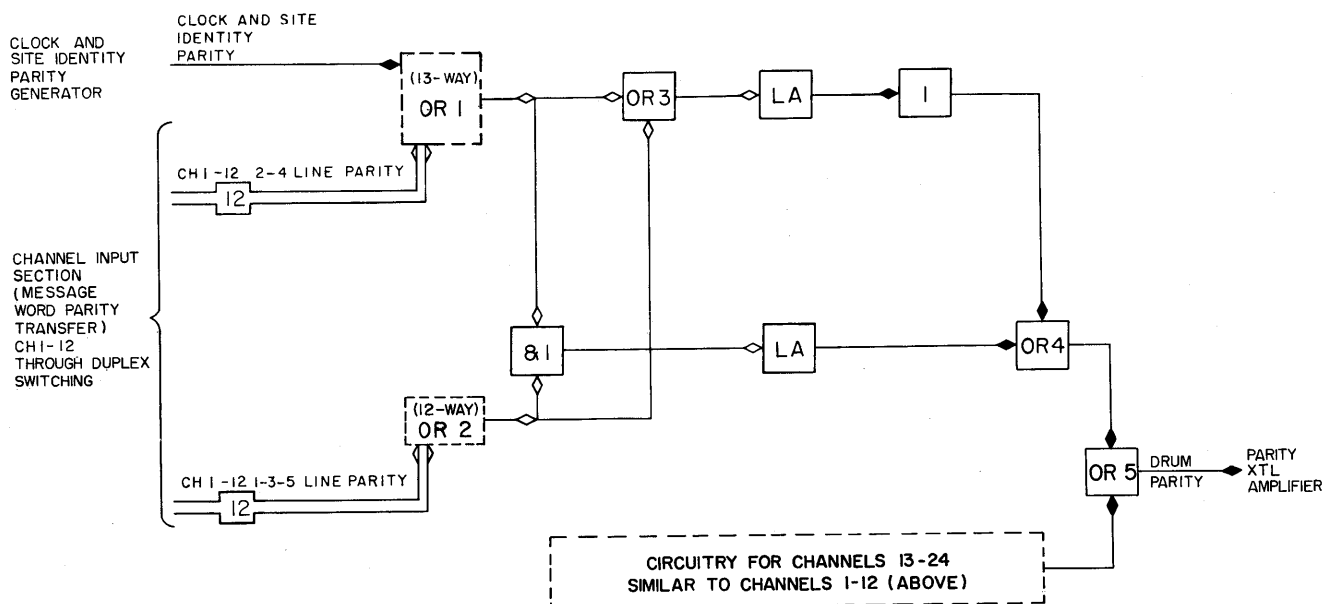 CLOCK AND
SITE IDENTITY
PARITY
GENERATOR
CLOCK AND SITE
IDENTITY
PARITY
(13-WAY)
OR 1
OR 3
LA
I
CH 1-12 2-4 LINE PARITY
12
CHANNEL INPUT
SECTION
(MESSAGE
WORD PARITY
TRANSFER)
CH 1-12
THROUGH DUPLEX
SWITCHING
& 1
LA
OR 4
(12-WAY)
OR 2
CH 1-12 1-3-5 LINE PARITY
12
OR 5
DRUM
PARITY
PARITY
XTL
AMPLIFIER
CIRCUITRY FOR CHANNELS 13-24
SIMILAR TO CHANNELS 1-12 (ABOVE)